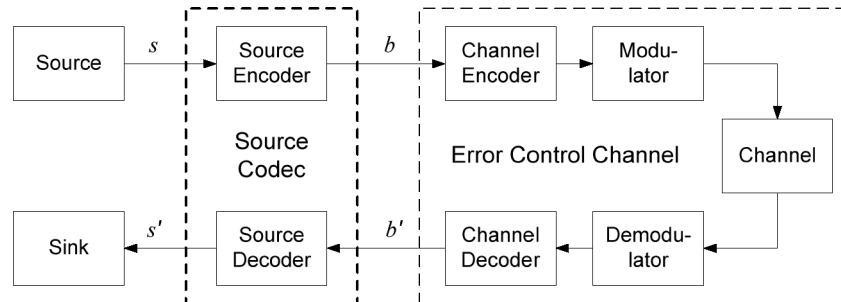 Source
s
Source
Encoder
b
Channel
Encoder
Modu-
lator
Source
Codec
Error Control Channel
Channel
Sink
s'
Source
Decoder
b'
Channel
Decoder
Demodu-
lator